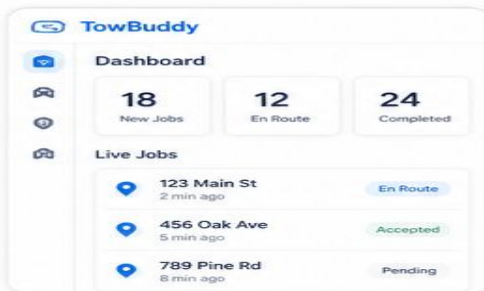 TowBuddy
Dashboard
18 12 24
New Jobs En Route Completed
Live Jobs
123 Main St
2 min ago
En Route
456 Oak Ave
5 min ago
Accepted
789 Pine Rd
8 min ago
Pending